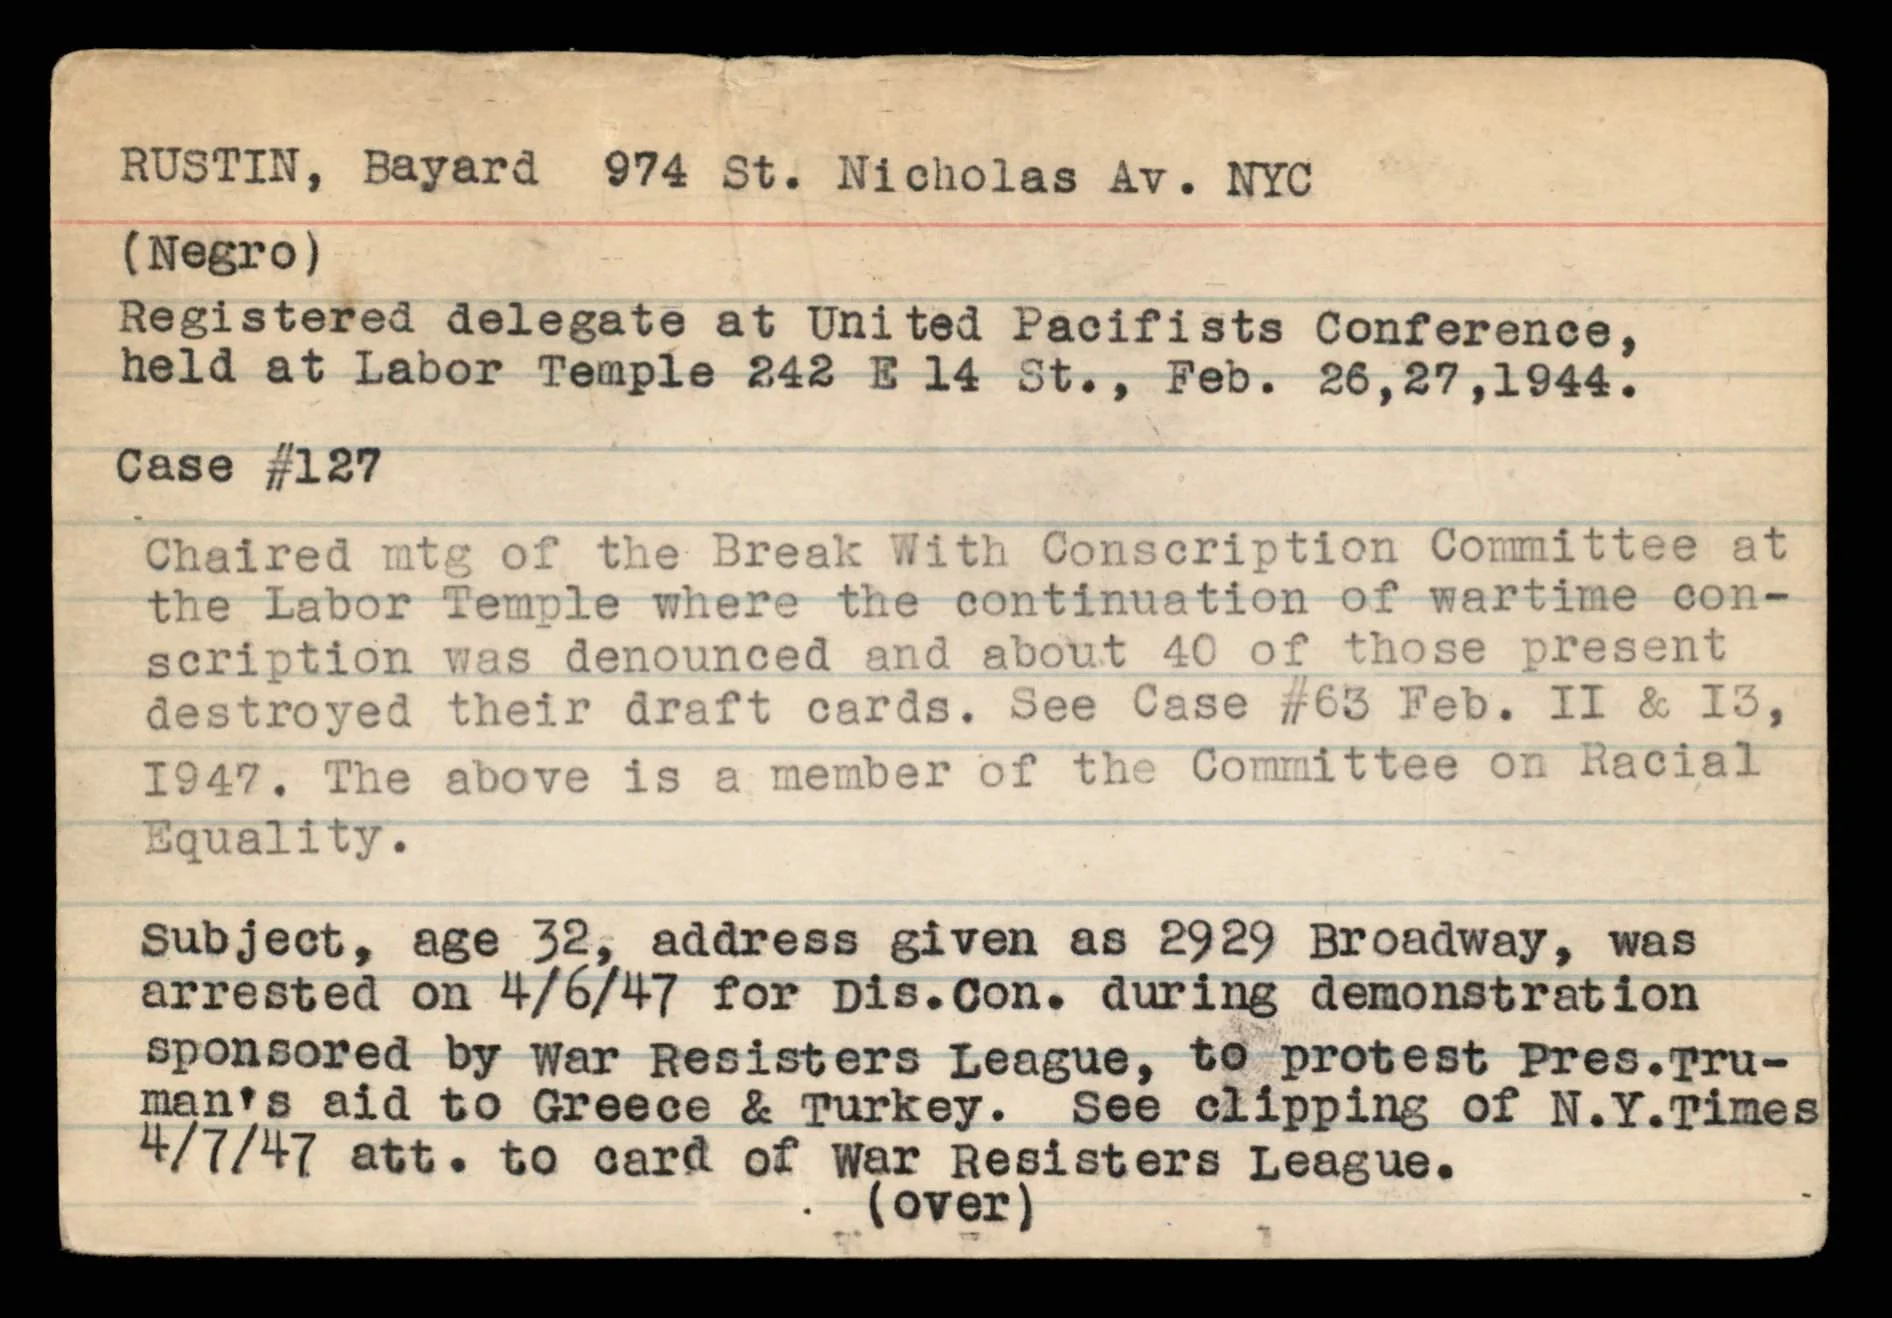 RUSTIN, Bayard 974 St. Nicholas Av. NYC
(Negro)
Registered delegate at United Pacifists Conference,
held at Labor Temple 242 E 14 St., Feb. 26,27,1944.
Case #127
Chaired mtg of the Break With Conscription Committee at
the Labor Temple where the continuation of wartime con-
scription was denounced and about 40 of those present
destroyed their draft cards. See Case #63 Feb. II & I3,
I947. The above is a member of the Committee on Racial
Equality.
Subject, age 32, address given as 2929 Broadway, was
arrested on 4/6/47 for Dis.Con. during demonstration
sponsored by War Resisters League, to protest Pres.Tru-
man's aid to Greece & Turkey. See clipping of N.Y.Times
4/7/47 att. to card of War Resisters League.
(over)